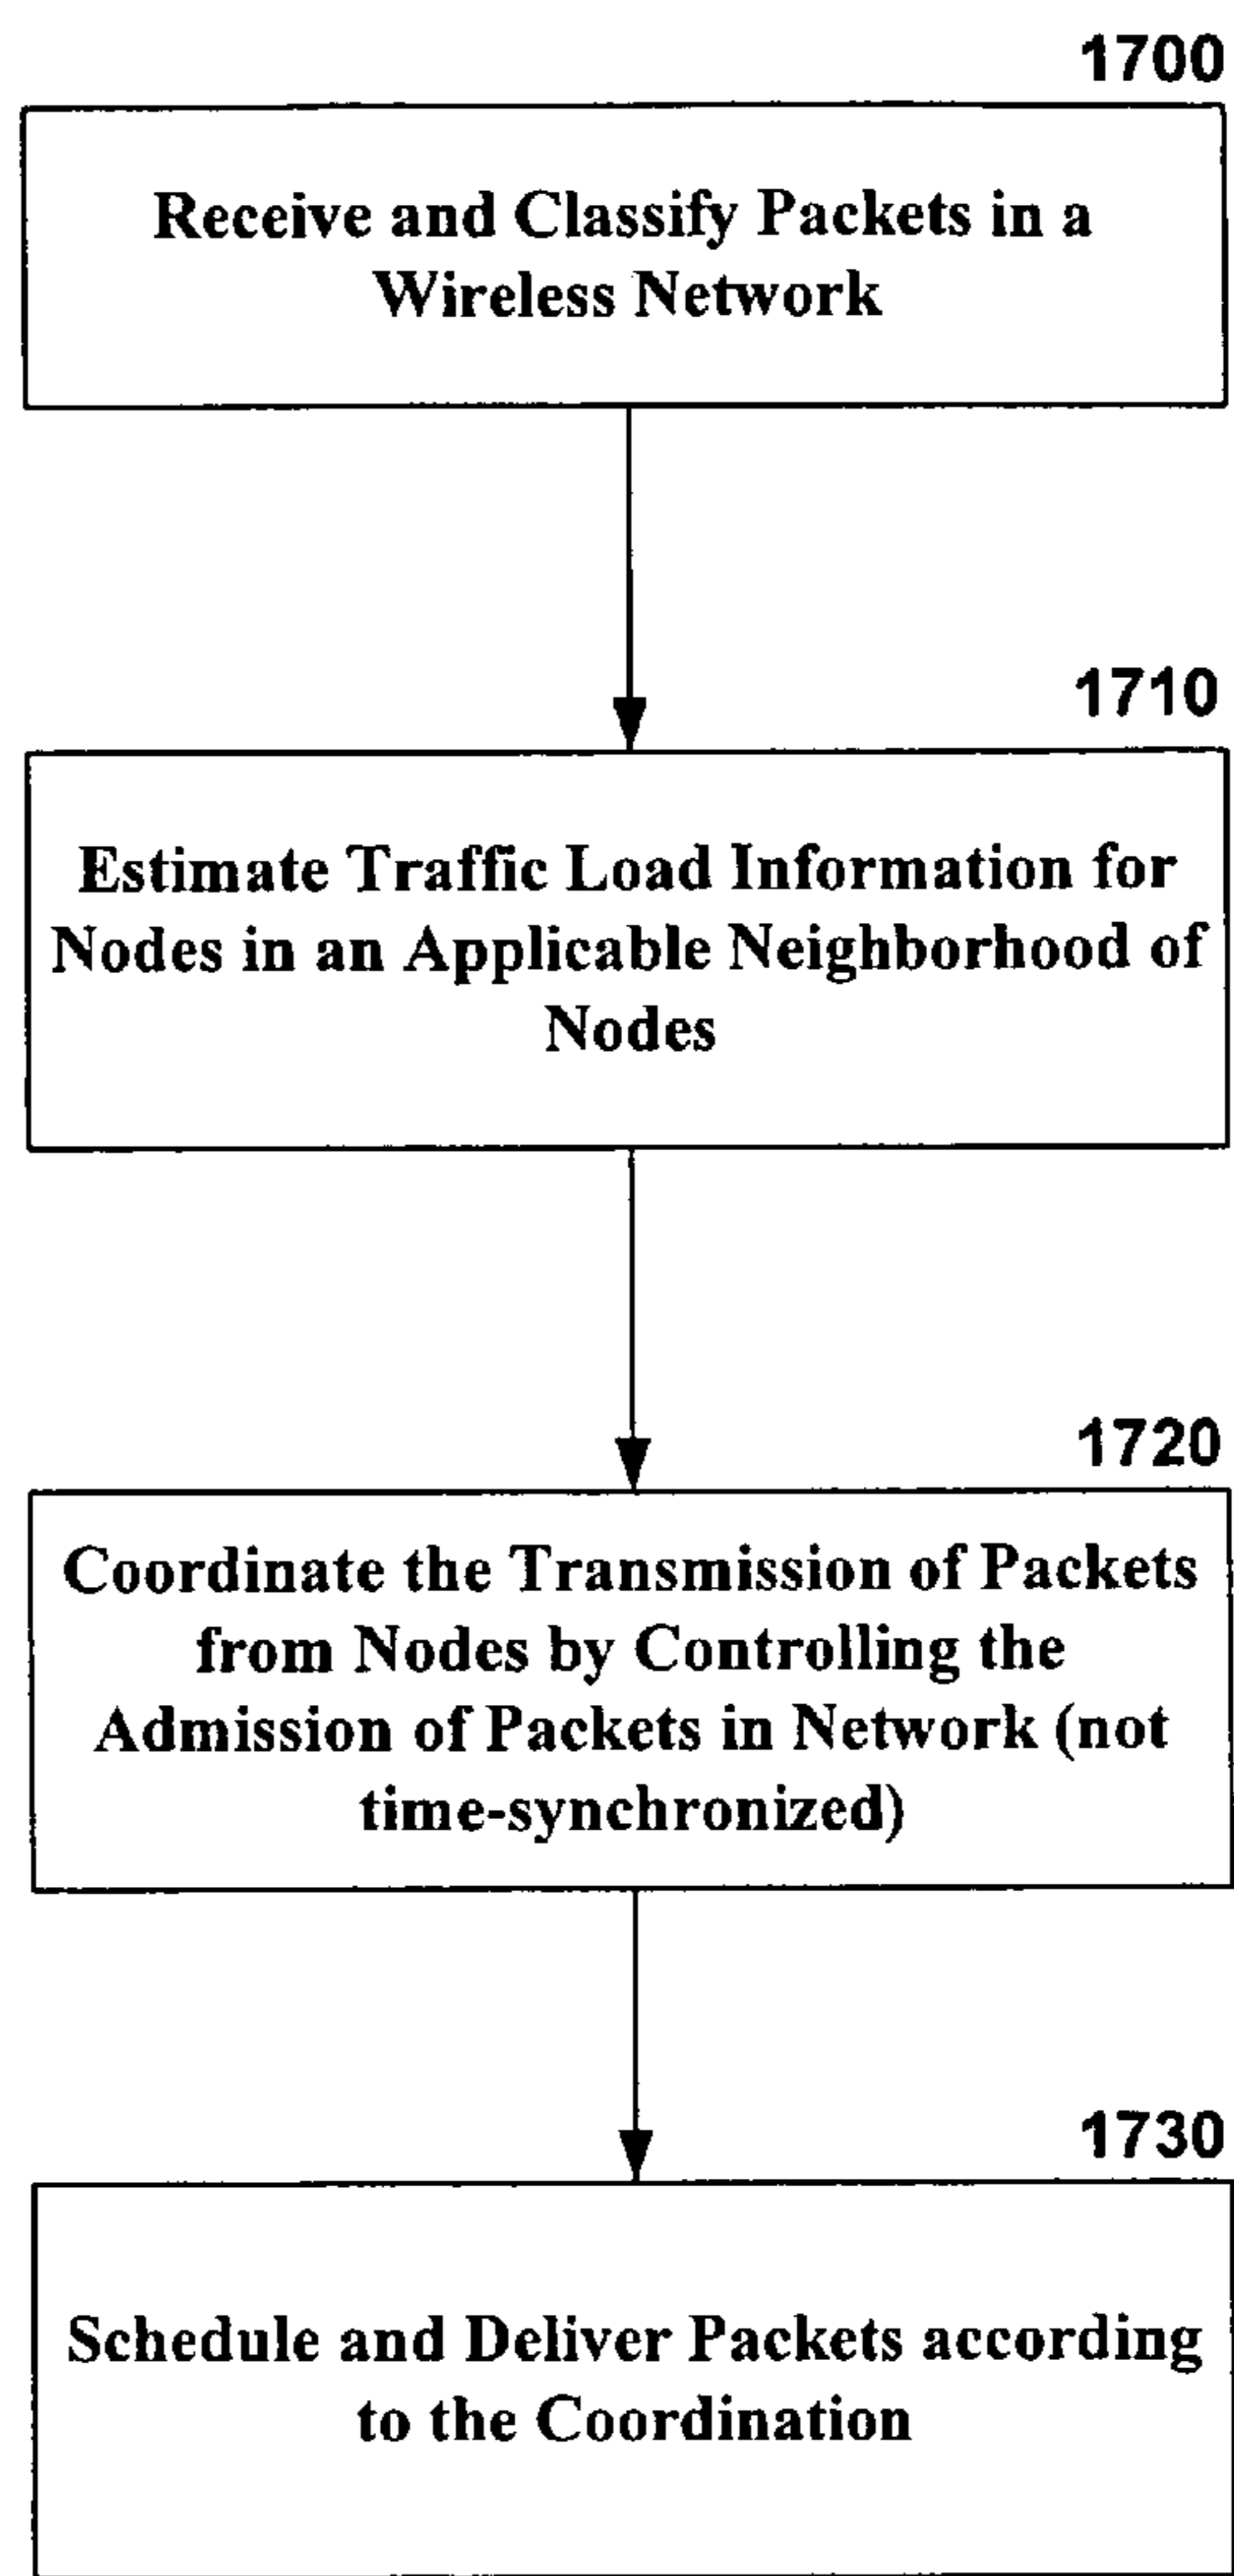 1700
Receive and Classify Packets in a
Wireless Network
1710
Estimate Traffic Load Information for
Nodes in an Applicable Neighborhood of
Nodes
1720
Coordinate the Transmission of Packets
from Nodes by Controlling the
Admission of Packets in Network (not
time-synchronized)
1730
Schedule and Deliver Packets according
to the Coordination